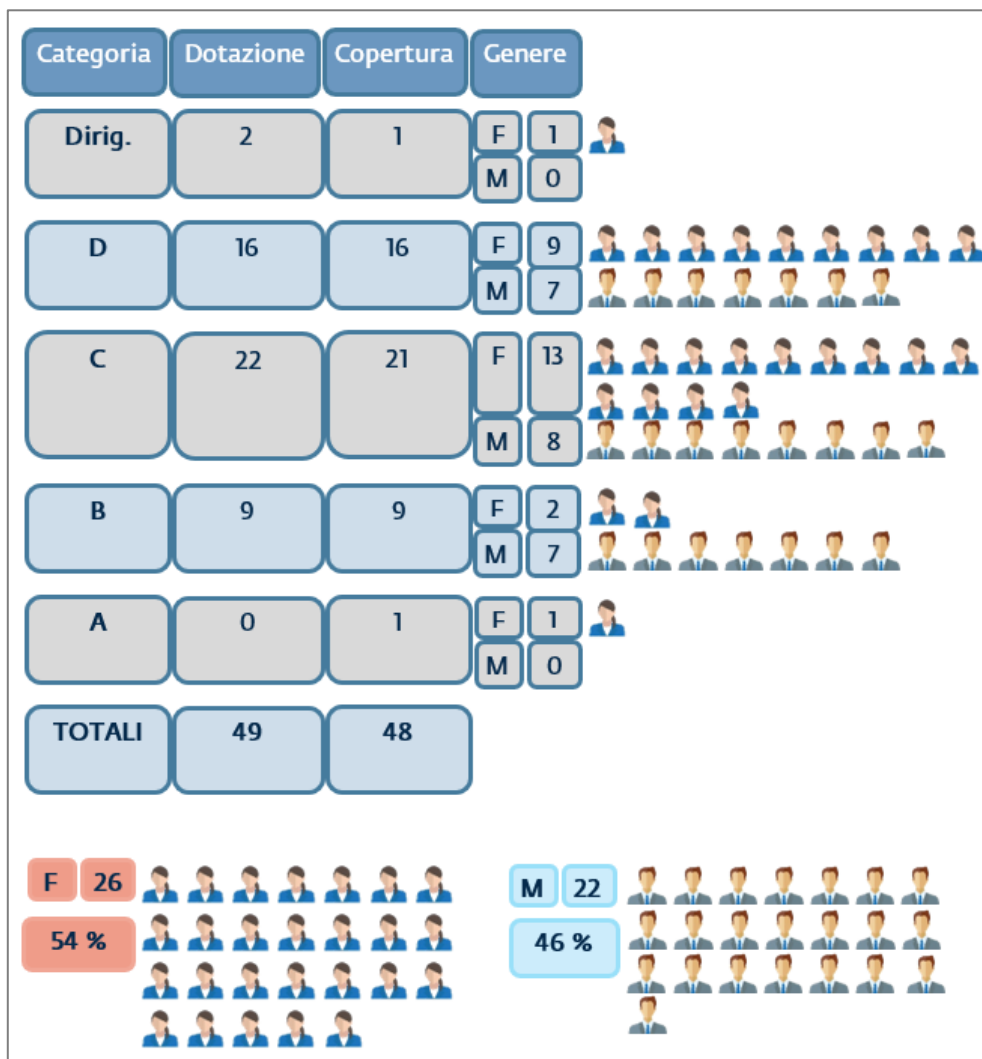 Categoria Dotazione Copertura Genere
Dirig. 2 1 F 1
M 0
D 16 16 F 9
M 7
C 22 21 F 13
M 8
B 9 9 F 2
M 7
A 0 1 F 1
M 0
TOTALI 49 48
F 26
54 %
M 22
46 %